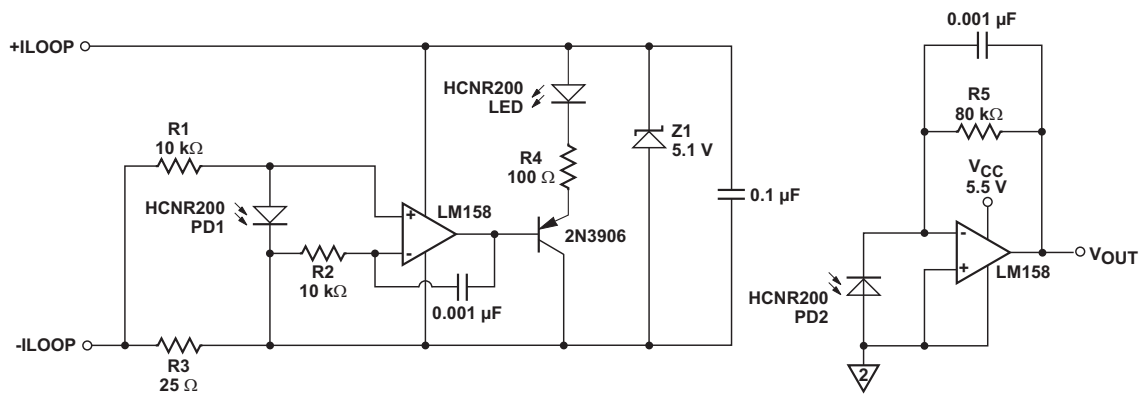 +ILOOP
-ILOOP
R1
10 kΩ
HCNR200
PD1
R2
10 kΩ
R3
25 Ω
+
-
LM158
0.001 µF
HCNR200
LED
R4
100 Ω
2N3906
Z1
5.1 V
0.1 µF
0.001 µF
R5
80 kΩ
VCC
5.5 V
-
+
LM158
VOUT
HCNR200
PD2
2